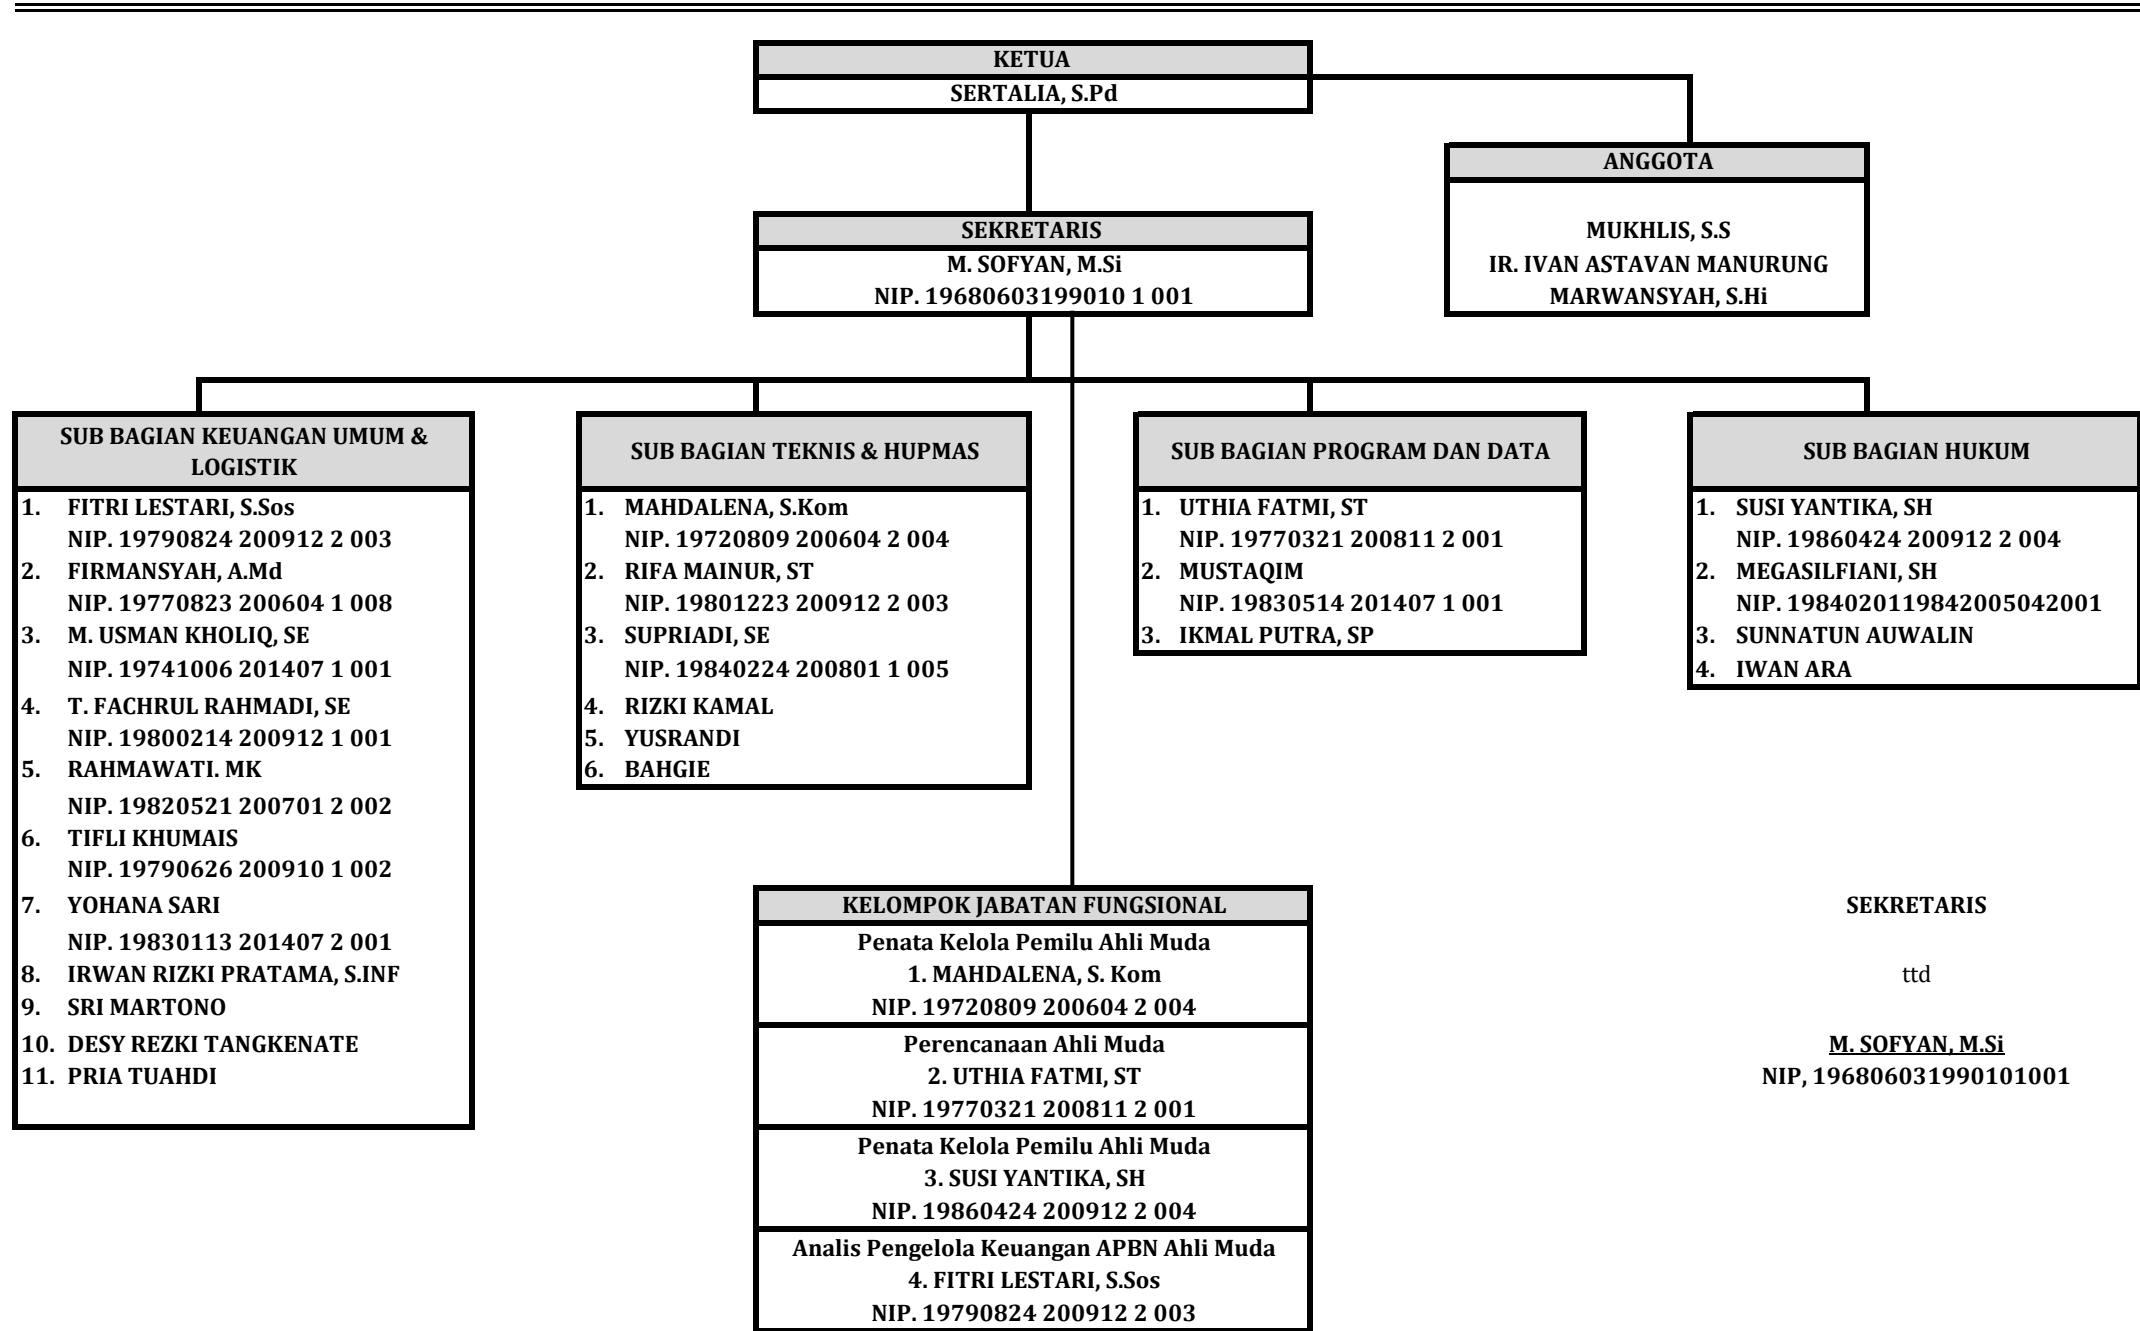 KETUA
SERTALIA, S.Pd
ANGGOTA
MUKHLIS, S.S
IR. IVAN ASTAVAN MANURUNG
MARWANSYAH, S.Hi
SEKRETARIS
M. SOFYAN, M.Si
NIP. 19680603199010 1 001
SUB BAGIAN KEUANGAN UMUM &
LOGISTIK
1. FITRI LESTARI, S.Sos
NIP. 19790824 200912 2 003
2. FIRMANSYAH, A.Md
NIP. 19770823 200604 1 008
3. M. USMAN KHOLIQ, SE
NIP. 19741006 201407 1 001
4. T. FACHRUL RAHMADI, SE
NIP. 19800214 200912 1 001
5. RAHMAWATI. MK
NIP. 19820521 200701 2 002
6. TIFLI KHUMAIS
NIP. 19790626 200910 1 002
7. YOHANA SARI
NIP. 19830113 201407 2 001
8. IRWAN RIZKI PRATAMA, S.INF
9. SRI MARTONO
10. DESY REZKI TANGKENATE
11. PRIA TUAHDI
SUB BAGIAN TEKNIS & HUPMAS
1. MAHDALENA, S.Kom
NIP. 19720809 200604 2 004
2. RIFA MAINUR, ST
NIP. 19801223 200912 2 003
3. SUPRIADI, SE
NIP. 19840224 200801 1 005
4. RIZKI KAMAL
5. YUSRANDI
6. BAHGIE
SUB BAGIAN PROGRAM DAN DATA
1. UTHIA FATMI, ST
NIP. 19770321 200811 2 001
2. MUSTAQIM
NIP. 19830514 201407 1 001
3. IKMAL PUTRA, SP
SUB BAGIAN HUKUM
1. SUSI YANTIKA, SH
NIP. 19860424 200912 2 004
2. MEGASILFIANI, SH
NIP. 1984020119842005042001
3. SUNNATUN AUWALIN
4. IWAN ARA
KELOMPOK JABATAN FUNGSIONAL
Penata Kelola Pemilu Ahli Muda
1. MAHDALENA, S. Kom
NIP. 19720809 200604 2 004
Perencanaan Ahli Muda
2. UTHIA FATMI, ST
NIP. 19770321 200811 2 001
Penata Kelola Pemilu Ahli Muda
3. SUSI YANTIKA, SH
NIP. 19860424 200912 2 004
Analis Pengelola Keuangan APBN Ahli Muda
4. FITRI LESTARI, S.Sos
NIP. 19790824 200912 2 003
SEKRETARIS
ttd
M. SOFYAN, M.Si
NIP, 196806031990101001